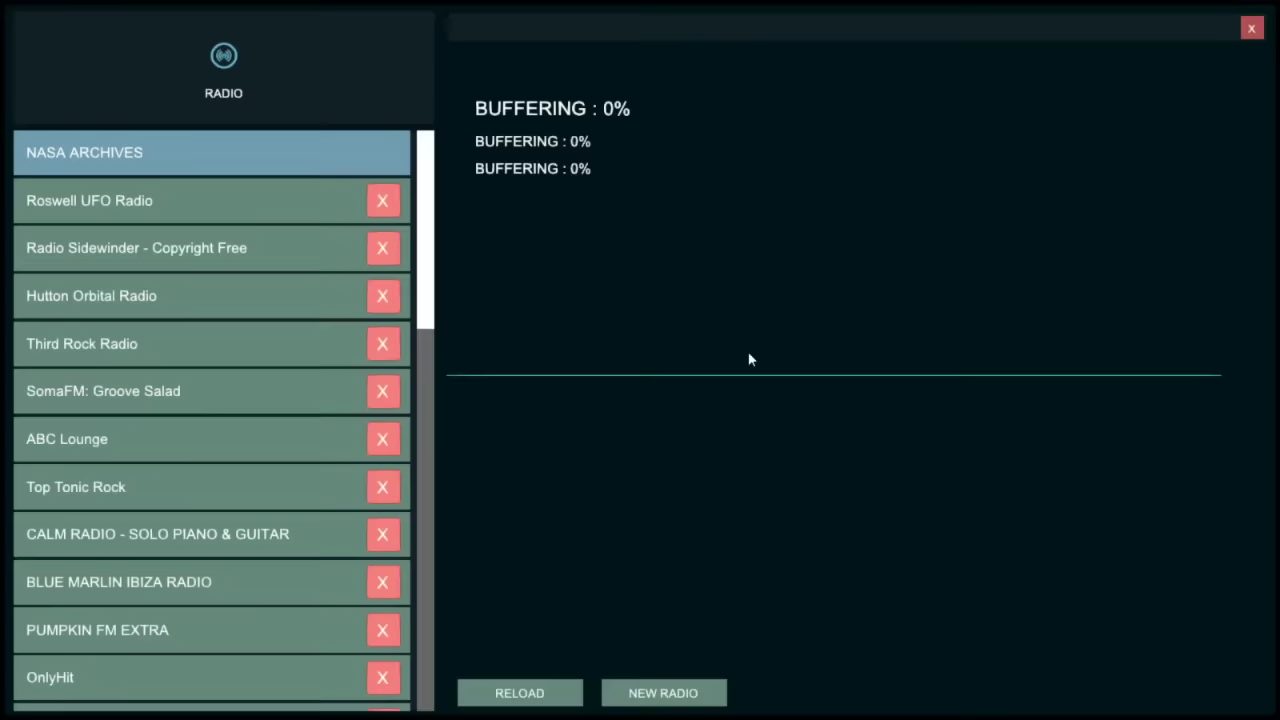 RADIO
NASA ARCHIVES
Roswell UFO Radio X
Radio Sidewinder - Copyright Free X
Hutton Orbital Radio X
Third Rock Radio X
SomaFM: Groove Salad X
ABC Lounge X
Top Tonic Rock X
CALM RADIO - SOLO PIANO & GUITAR X
BLUE MARLIN IBIZA RADIO X
PUMPKIN FM EXTRA X
OnlyHit X
x
BUFFERING : 0%
BUFFERING : 0%
BUFFERING : 0%
RELOAD
NEW RADIO